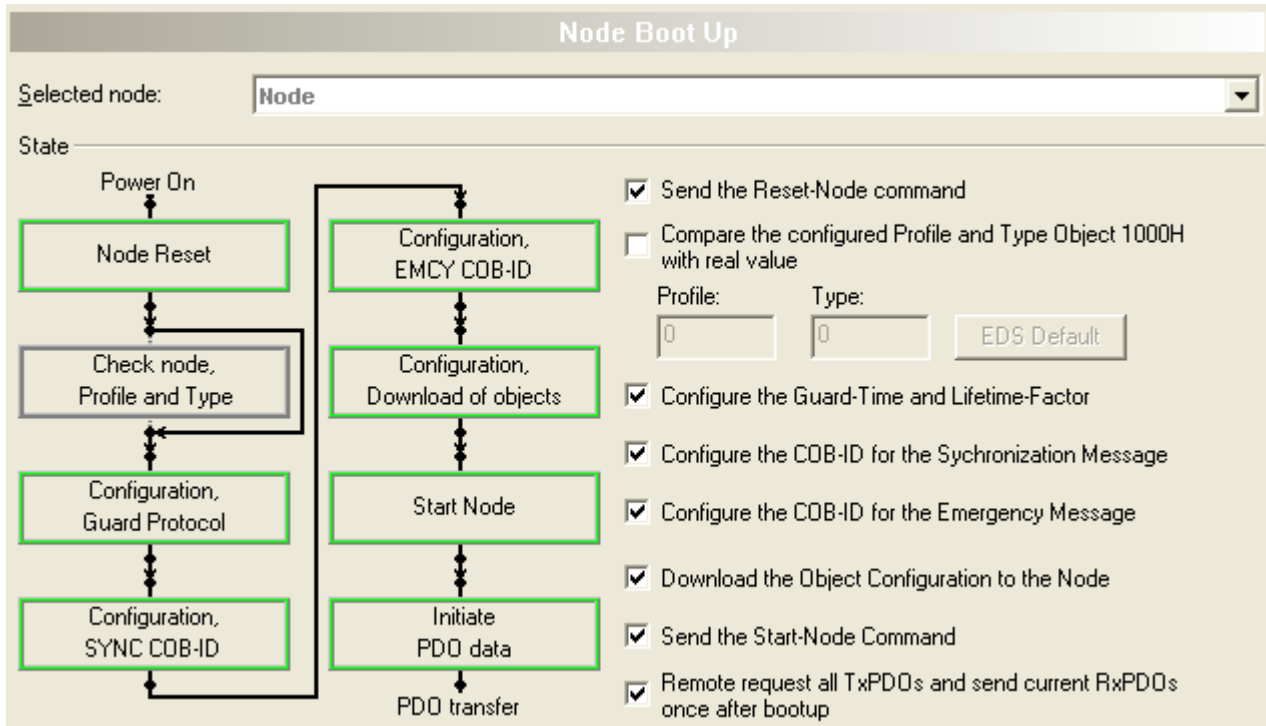 Node Boot Up
Selected node:
Node
State
Power On
Node Reset
Check node,
Profile and Type
Configuration,
Guard Protocol
Configuration,
SYNC COB-ID
Configuration,
EMCY COB-ID
Configuration,
Download of objects
Start Node
Initiate
PDO data
PDO transfer
Send the Reset-Node command
Compare the configured Profile and Type Object 1000H
with real value
Profile:
Type:
0
0
EDS Default
Configure the Guard-Time and Lifetime-Factor
Configure the COB-ID for the Sychronization Message
Configure the COB-ID for the Emergency Message
Download the Object Configuration to the Node
Send the Start-Node Command
Remote request all TxPDOs and send current RxPDOs
once after bootup